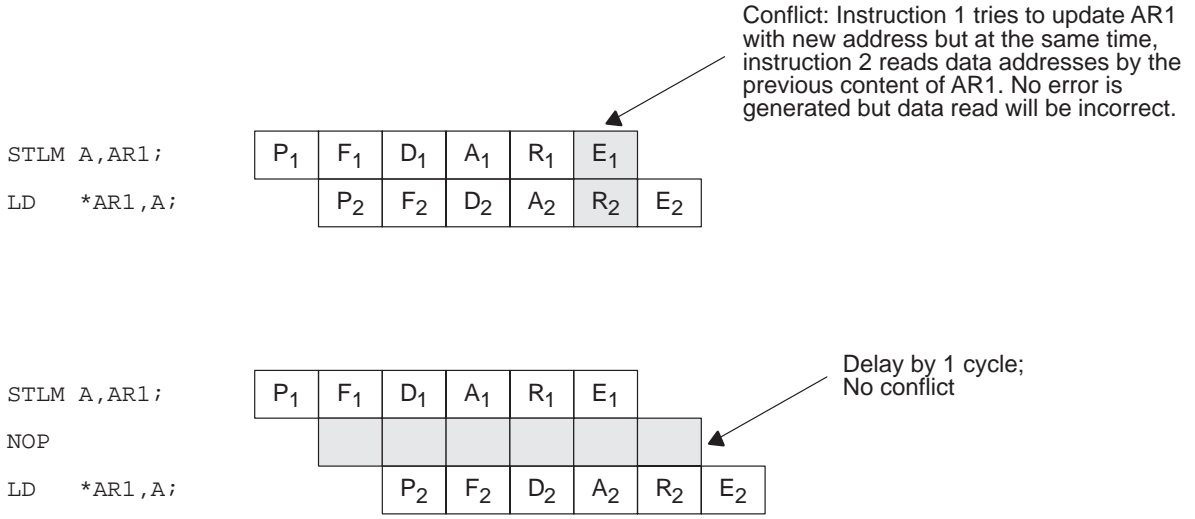 Conflict: Instruction 1 tries to update AR1
with new address but at the same time,
instruction 2 reads data addresses by the
previous content of AR1. No error is
generated but data read will be incorrect.
STLM A,AR1; P1 F1 D1 A1 R1 E1
LD *AR1,A; P2 F2 D2 A2 R2 E2
Delay by 1 cycle;
No conflict
STLM A,AR1; P1 F1 D1 A1 R1 E1
NOP
LD *AR1,A; P2 F2 D2 A2 R2 E2